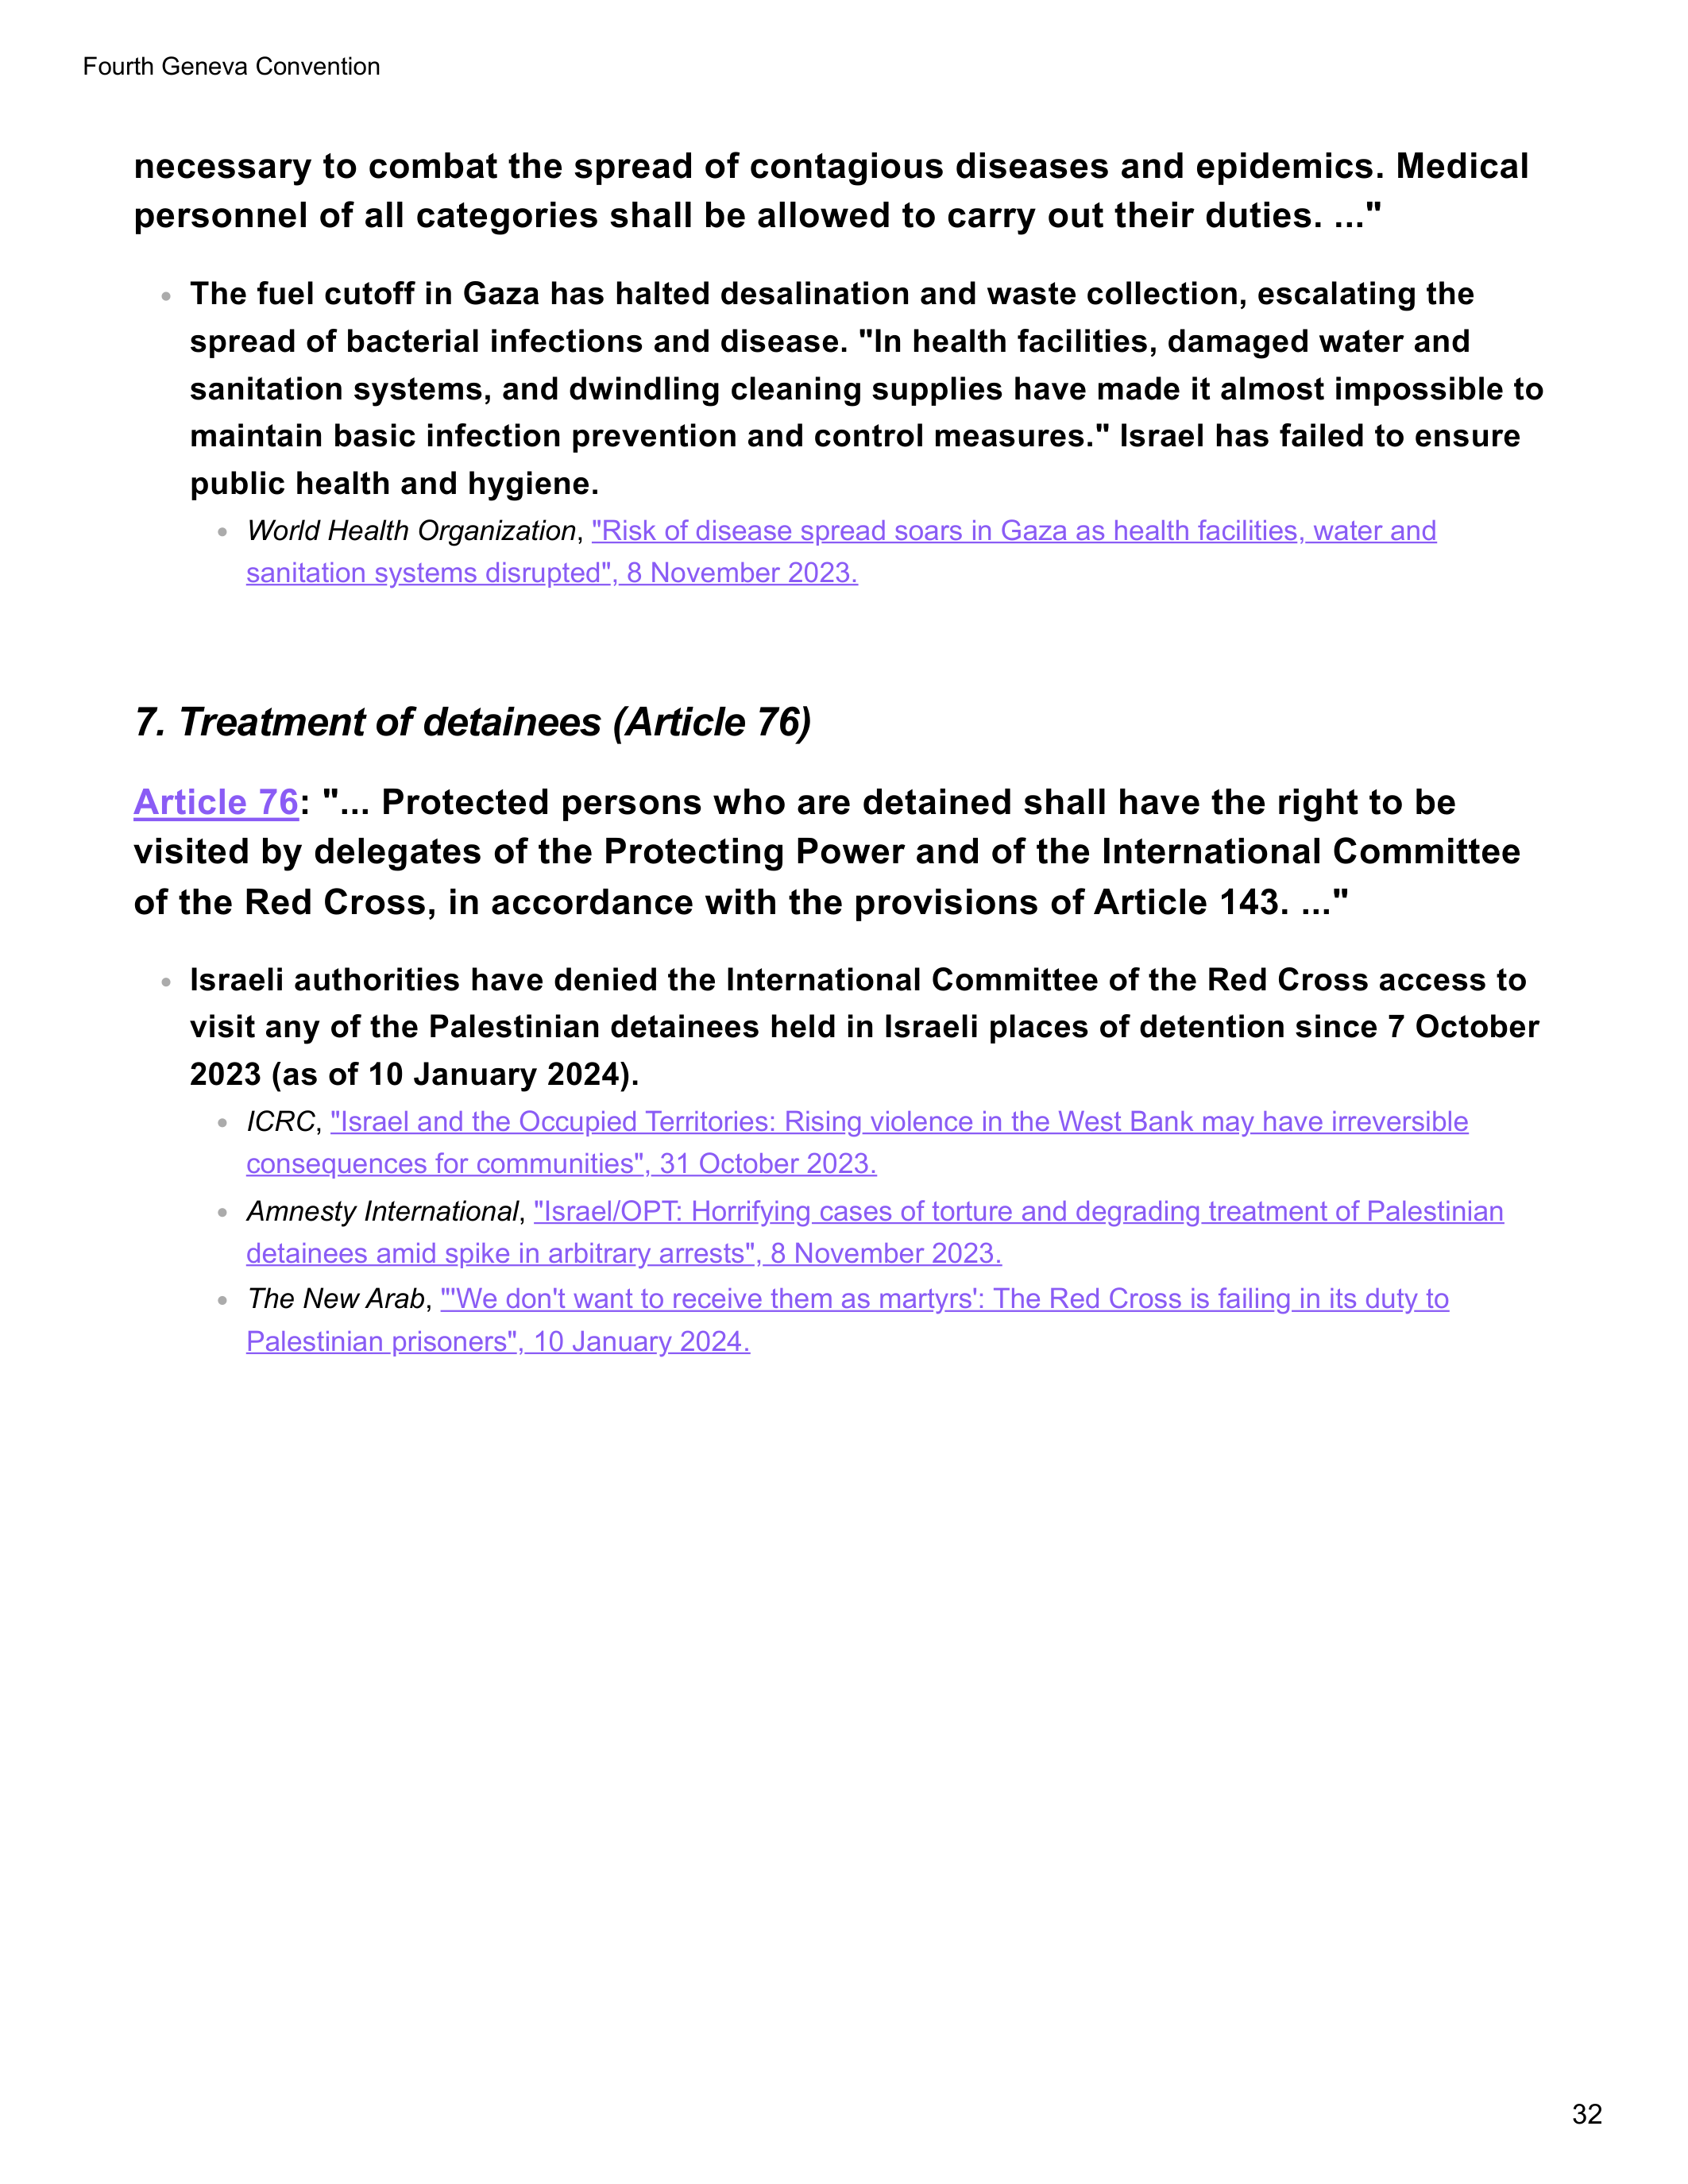 Fourth Geneva Convention
necessary to combat the spread of contagious diseases and epidemics. Medical
personnel of all categories shall be allowed to carry out their duties. ..."
• The fuel cutoff in Gaza has halted desalination and waste collection, escalating the
spread of bacterial infections and disease. "In health facilities, damaged water and
sanitation systems, and dwindling cleaning supplies have made it almost impossible to
maintain basic infection prevention and control measures." Israel has failed to ensure
public health and hygiene.
• World Health Organization, "Risk of disease spread soars in Gaza as health facilities, water and
sanitation systems disrupted", 8 November 2023.
7. Treatment of detainees (Article 76)
Article 76: "... Protected persons who are detained shall have the right to be
visited by delegates of the Protecting Power and of the International Committee
of the Red Cross, in accordance with the provisions of Article 143. ..."
• Israeli authorities have denied the International Committee of the Red Cross access to
visit any of the Palestinian detainees held in Israeli places of detention since 7 October
2023 (as of 10 January 2024).
• ICRC, "Israel and the Occupied Territories: Rising violence in the West Bank may have irreversible
consequences for communities", 31 October 2023.
• Amnesty International, "Israel/OPT: Horrifying cases of torture and degrading treatment of Palestinian
detainees amid spike in arbitrary arrests", 8 November 2023.
• The New Arab, "'We don't want to receive them as martyrs': The Red Cross is failing in its duty to
Palestinian prisoners", 10 January 2024.
32